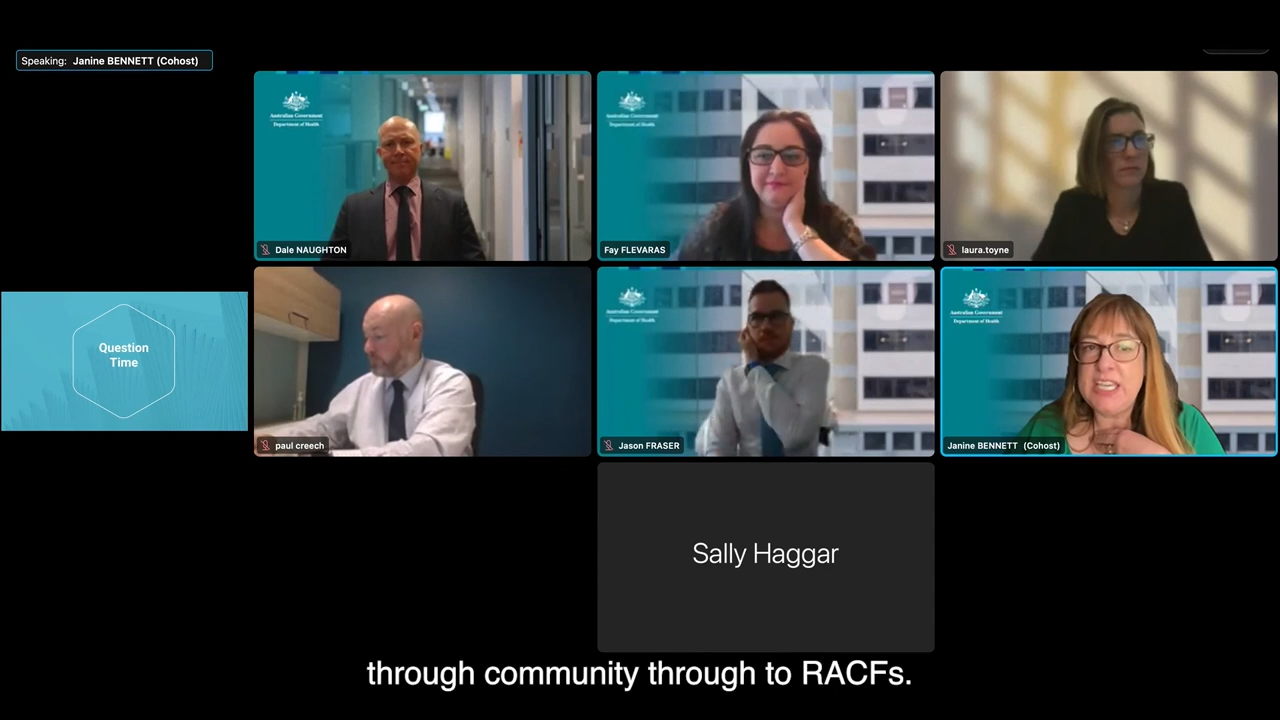 Speaking: Janine BENNETT (Cohost)
Australian Government
Department of Health
Dale NAUGHTON
Australian Government
Department of Health
Fay FLEVARAS
laura.toyne
Question
Time
paul creech
Australian Government
Department of Health
Jason FRASER
Australian Government
Department of Health
Janine BENNETT (Cohost)
Sally Haggar
through community through to RACFs.